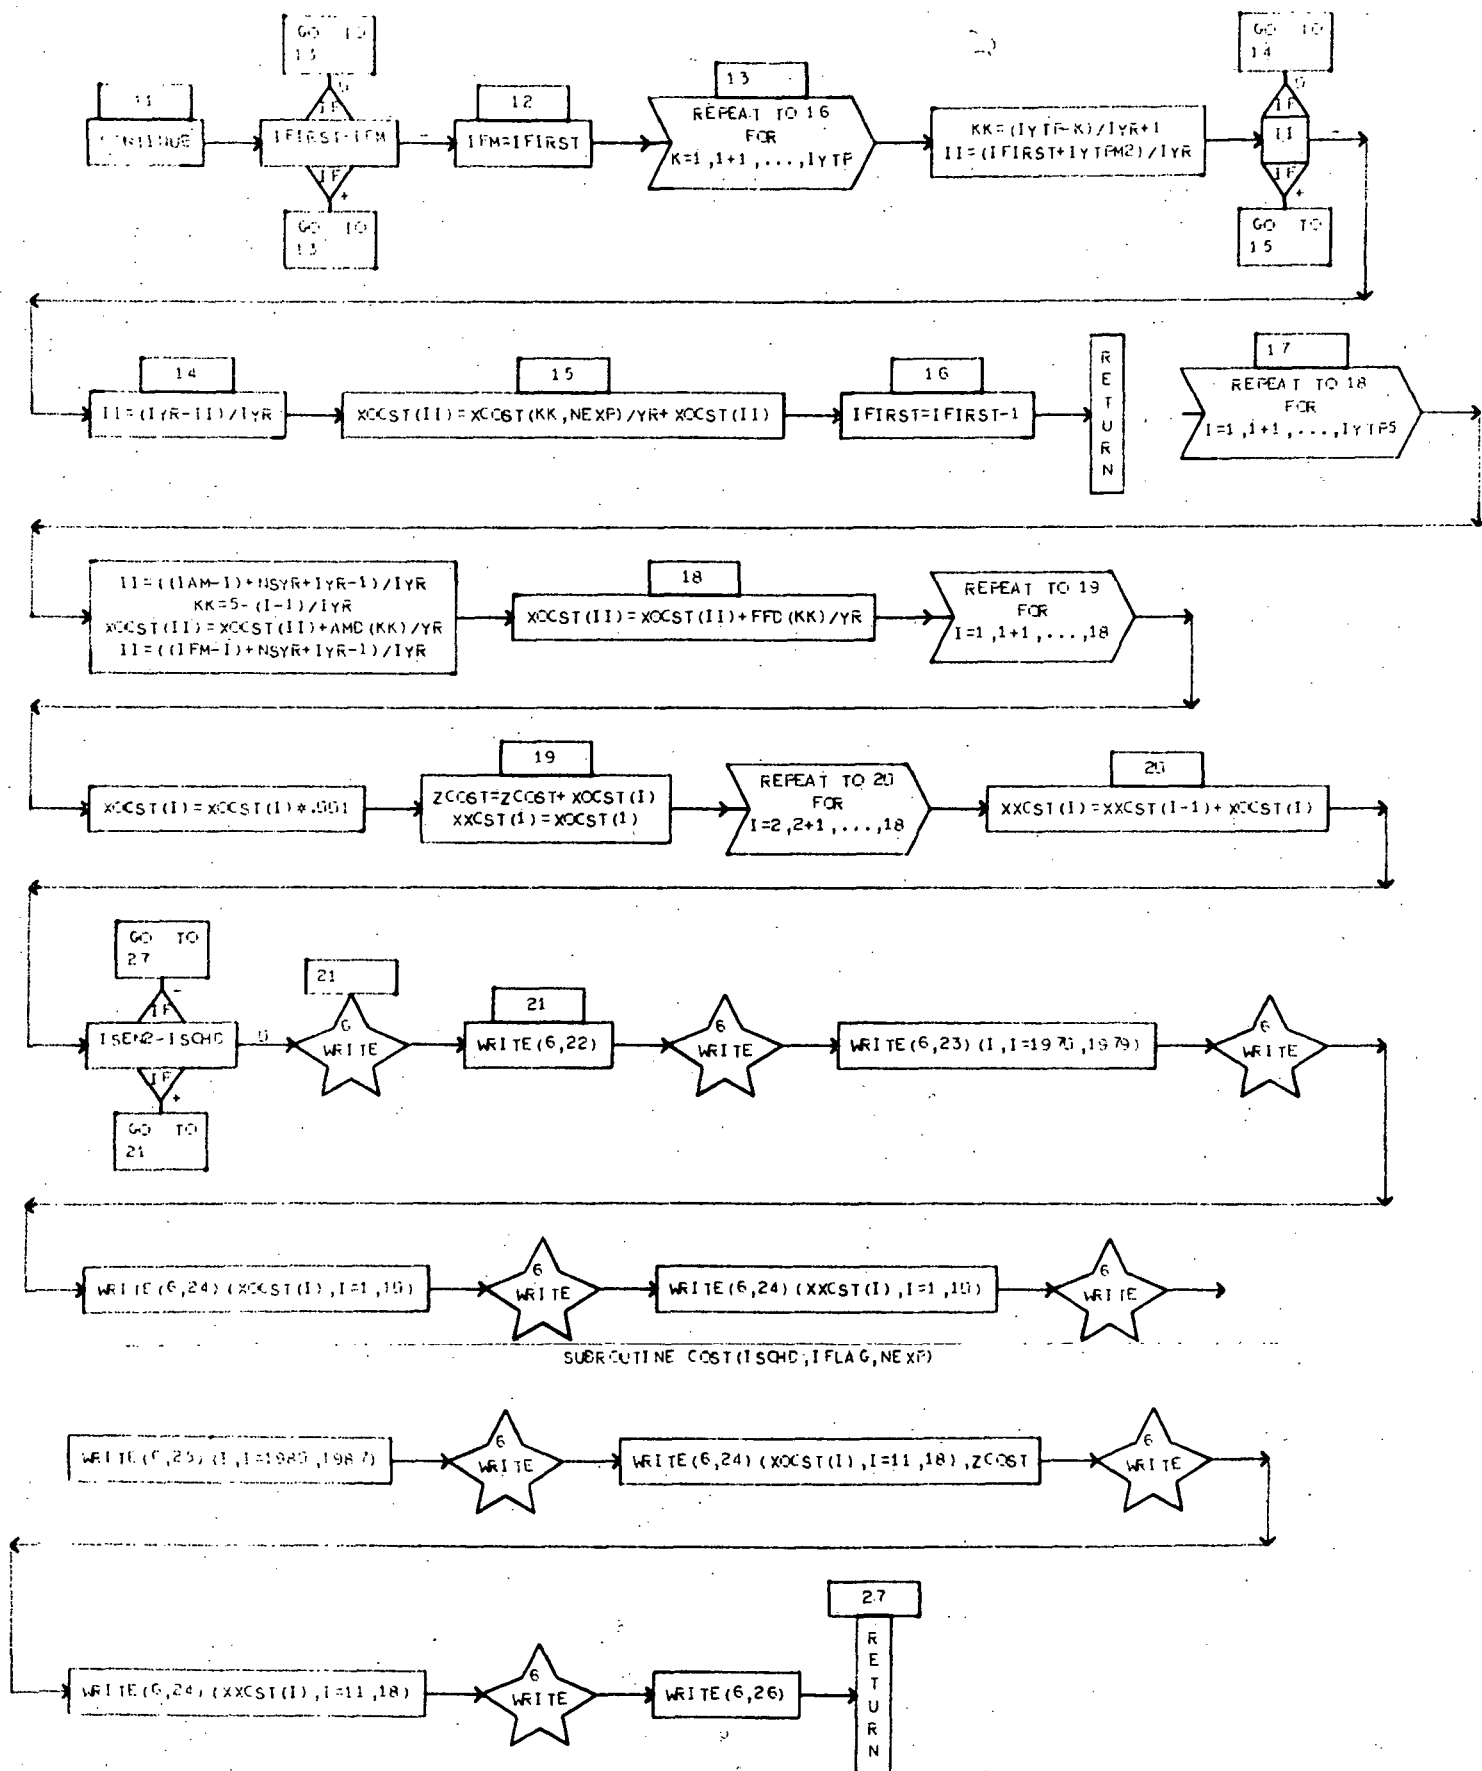 GO TO
13
0
11
IF
CONTINUE
IFIRST-IFM
-
IF
+
GO TO
13
12
IFM=IFIRST
13
REPEAT TO 16
FOR
K=1,1+1,...,IYTP
KK=(IYTP-K)/IYR+1
II=(IFIRST+IYTPM2)/IYR
GO TO
14
0
IF
II
-
IF
+
GO TO
15
14
II=(IYR-II)/IYR
15
XOCST(II)=XCOST(KK,NEXP)/YR+XOCST(II)
16
IFIRST=IFIRST-1
RETURN
17
REPEAT TO 18
FOR
I=1,1+1,...,IYTP5
II=((IAM-I)+NSYR+IYR-1)/IYR
KK=5-(I-1)/IYR
XOCST(II)=XOCST(II)+AMD(KK)/YR
II=((IFM-I)+NSYR+IYR-1)/IYR
18
XOCST(II)=XOCST(II)+FFD(KK)/YR
REPEAT TO 19
FOR
I=1,1+1,...,18
XOCST(I)=XOCST(I)*.001
19
ZCOST=ZCOST+XOCST(I)
XXCST(1)=XOCST(1)
REPEAT TO 20
FOR
I=2,2+1,...,18
20
XXCST(I)=XXCST(I-1)+XOCST(I)
GO TO
27
-
IF
ISEN2-ISCHD
0
IF
+
GO TO
21
21
6
WRITE
21
WRITE(6,22)
6
WRITE
WRITE(6,23)(I,I=1970,1979)
6
WRITE
WRITE(6,24)(XOCST(I),I=1,10)
6
WRITE
WRITE(6,24)(XXCST(I),I=1,10)
6
WRITE
SUBROUTINE COST(ISCHD,IFLAG,NEXP)
WRITE(6,25)(I,I=1980,1987)
6
WRITE
WRITE(6,24)(XOCST(I),I=11,18),ZCOST
6
WRITE
WRITE(6,24)(XXCST(I),I=11,18)
6
WRITE
WRITE(6,26)
27
RETURN